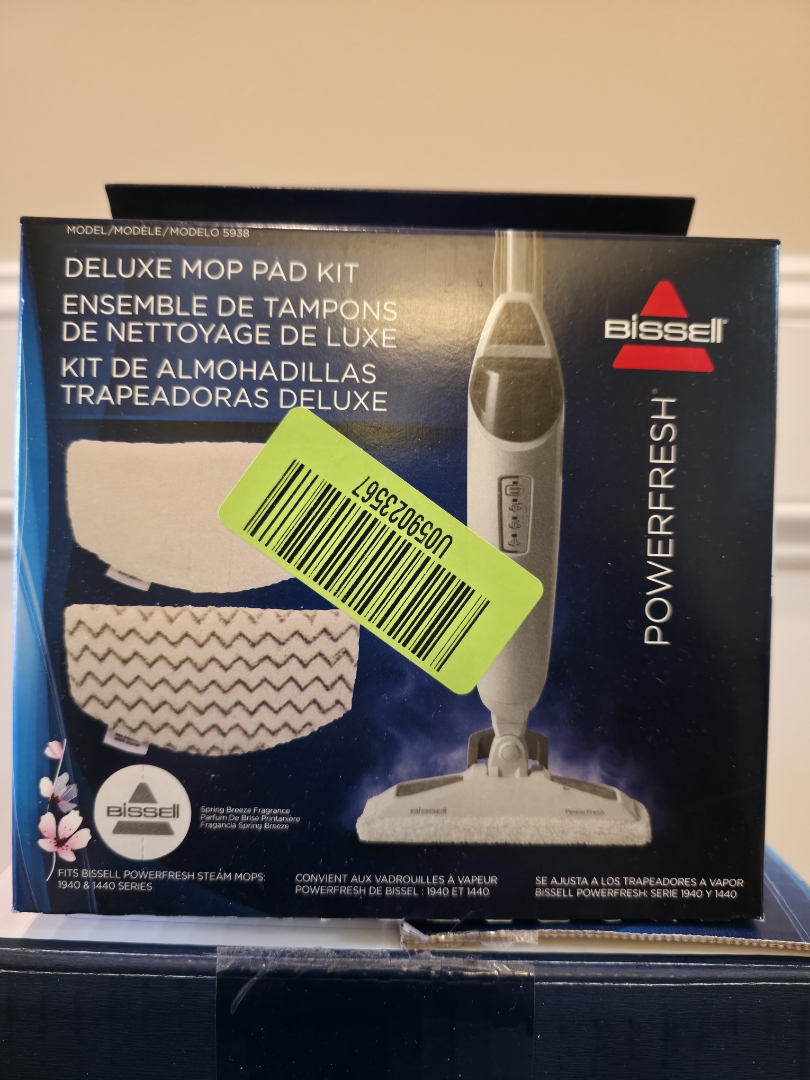 MODEL/MODÈLE/MODELO 5938
DELUXE MOP PAD KIT
ENSEMBLE DE TAMPONS
DE NETTOYAGE DE LUXE
KIT DE ALMOHADILLAS
TRAPEADORAS DELUXE
BISSELL®
POWERFRESH®
U059023567
BISSELL
Spring Breeze Fragrance
Parfum De Brise Printanière
Fragancia Spring Breeze
BISSELL
PowerFresh
FITS BISSELL POWERFRESH STEAM MOPS:
1940 & 1440 SERIES
CONVIENT AUX VADROUILLES À VAPEUR
POWERFRESH DE BISSEL : 1940 ET 1440
SE AJUSTA A LOS TRAPEADORES A VAPOR
BISSELL POWERFRESH: SERIE 1940 Y 1440